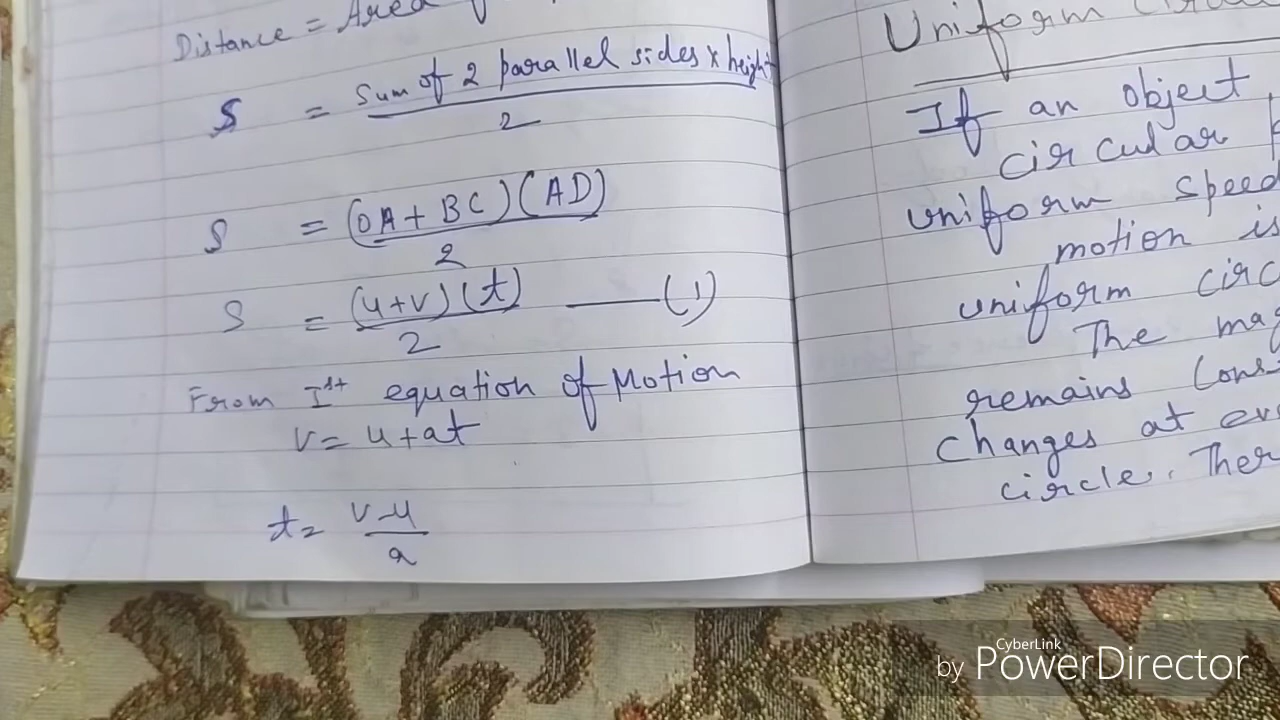 Distance = Area
S = Sum of 2 parallel sides x height
2
S = (OA + BC) (AD)
2
S = (u+v) (t) —— (1)
2
From Ist equation of Motion
v = u + at
t = v-u
a
Uniform
If an object
circular
uniform speed
motion is
uniform circ
The mag
remains Cons
Changes at eve
circle. Ther
CyberLink
by PowerDirector